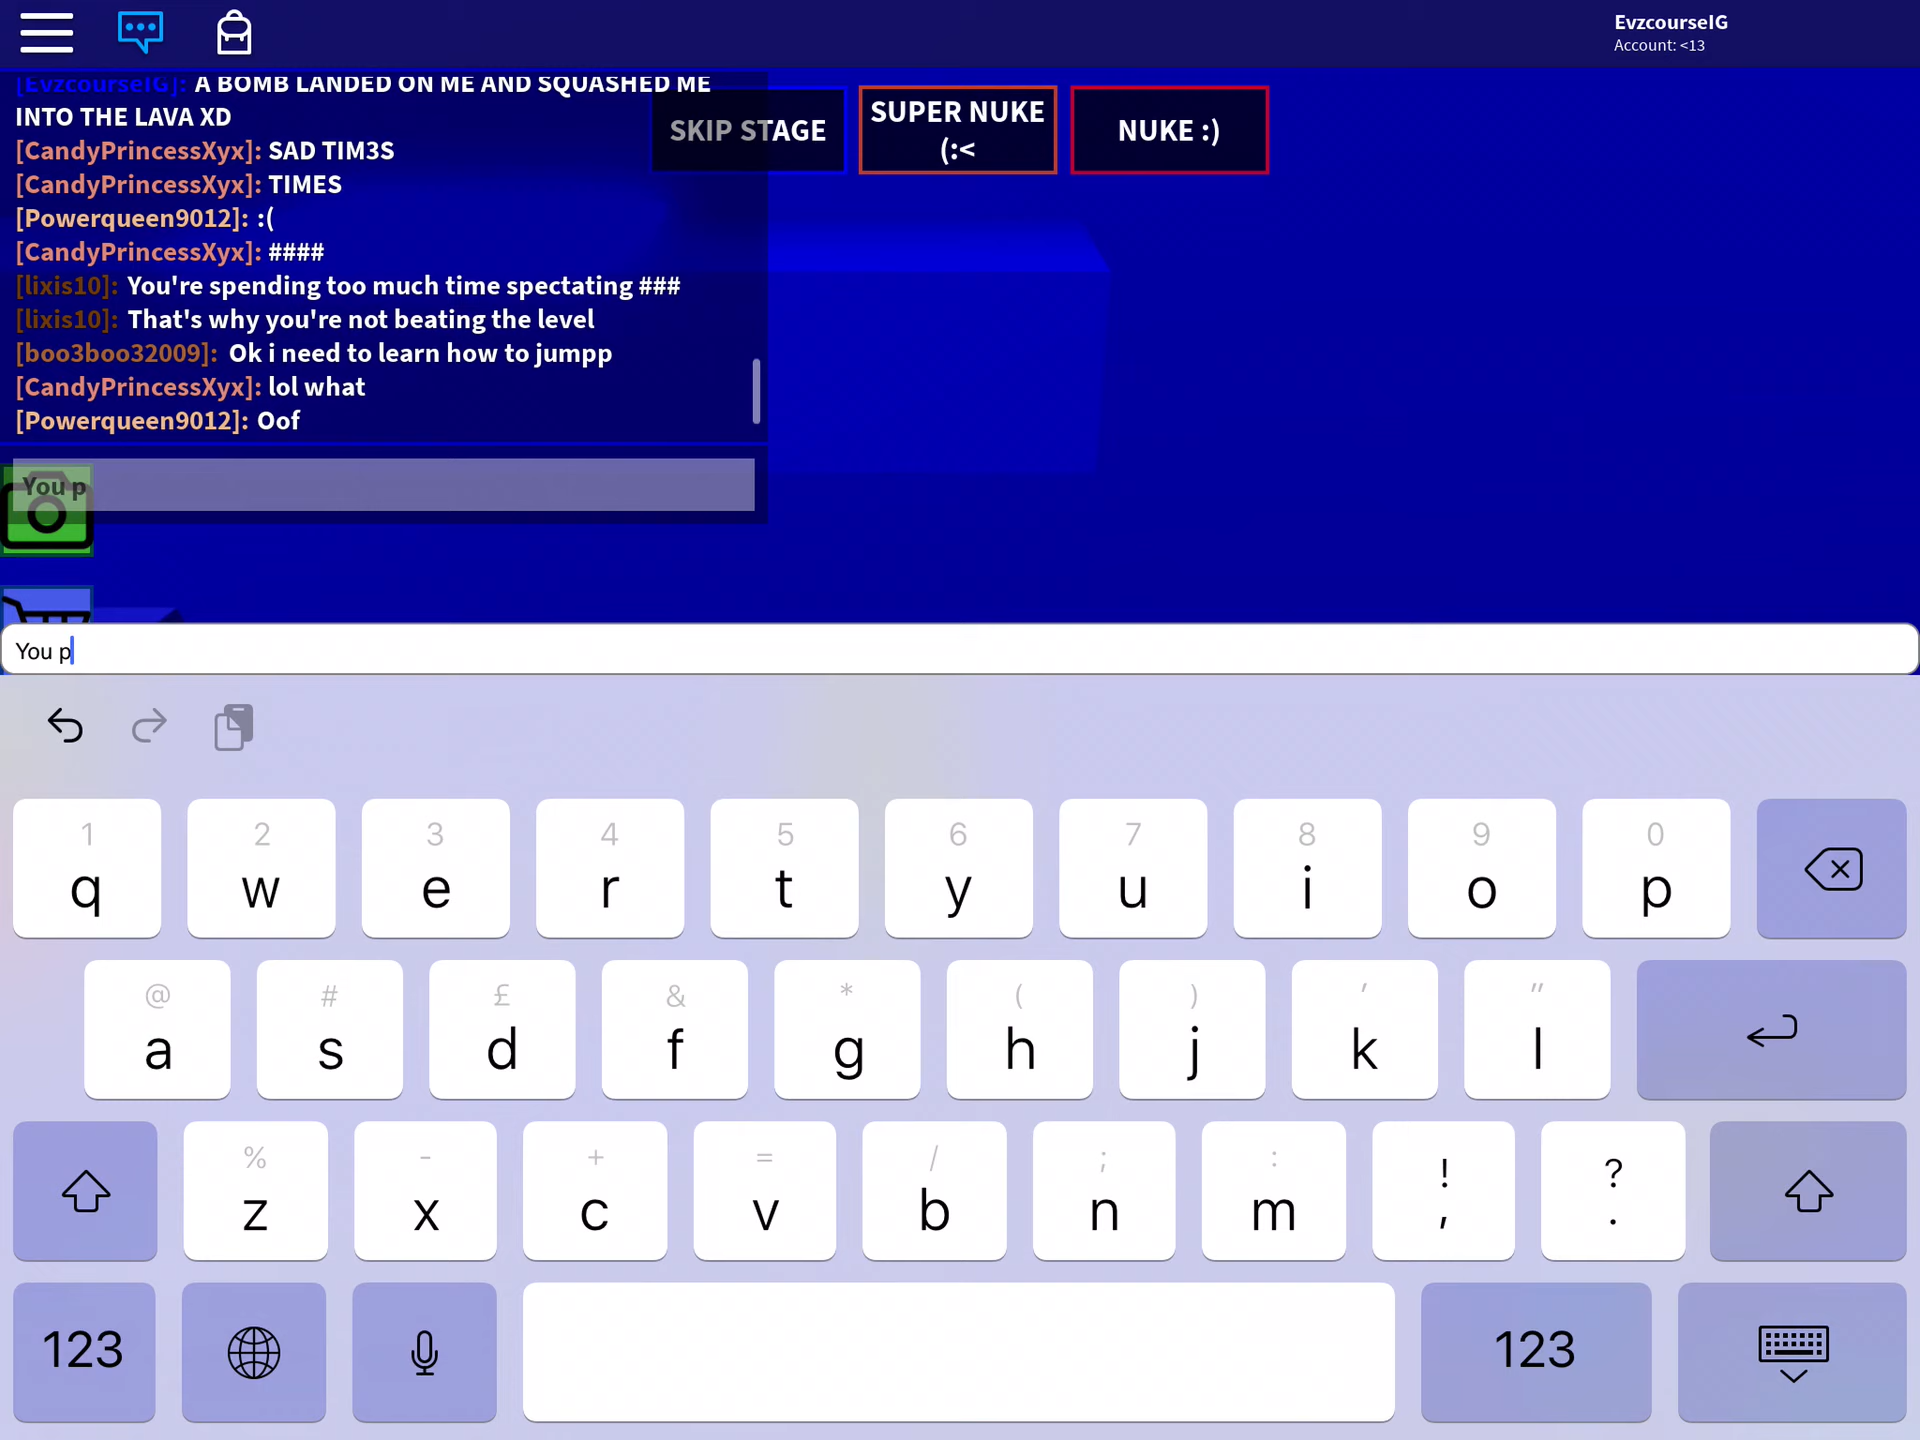 EvzcourseIG
Account: <13
[EvzcourseIG]: A BOMB LANDED ON ME AND SQUASHED ME
INTO THE LAVA XD
[CandyPrincessXyx]: SAD TIM3S
[CandyPrincessXyx]: TIMES
[Powerqueen9012]: :(
[CandyPrincessXyx]: ####
[lixis10]: You're spending too much time spectating ###
[lixis10]: That's why you're not beating the level
[boo3boo32009]: Ok i need to learn how to jumpp
[CandyPrincessXyx]: lol what
[Powerqueen9012]: Oof
SKIP STAGE
SUPER NUKE
(:<
NUKE :)
You p
You p
1 2 3 4 5 6 7 8 9 0
q w e r t y u i o p
@ # £ & * ( ) ' "
a s d f g h j k l
% - + = / ; : ! ?
z x c v b n m , .
123 123